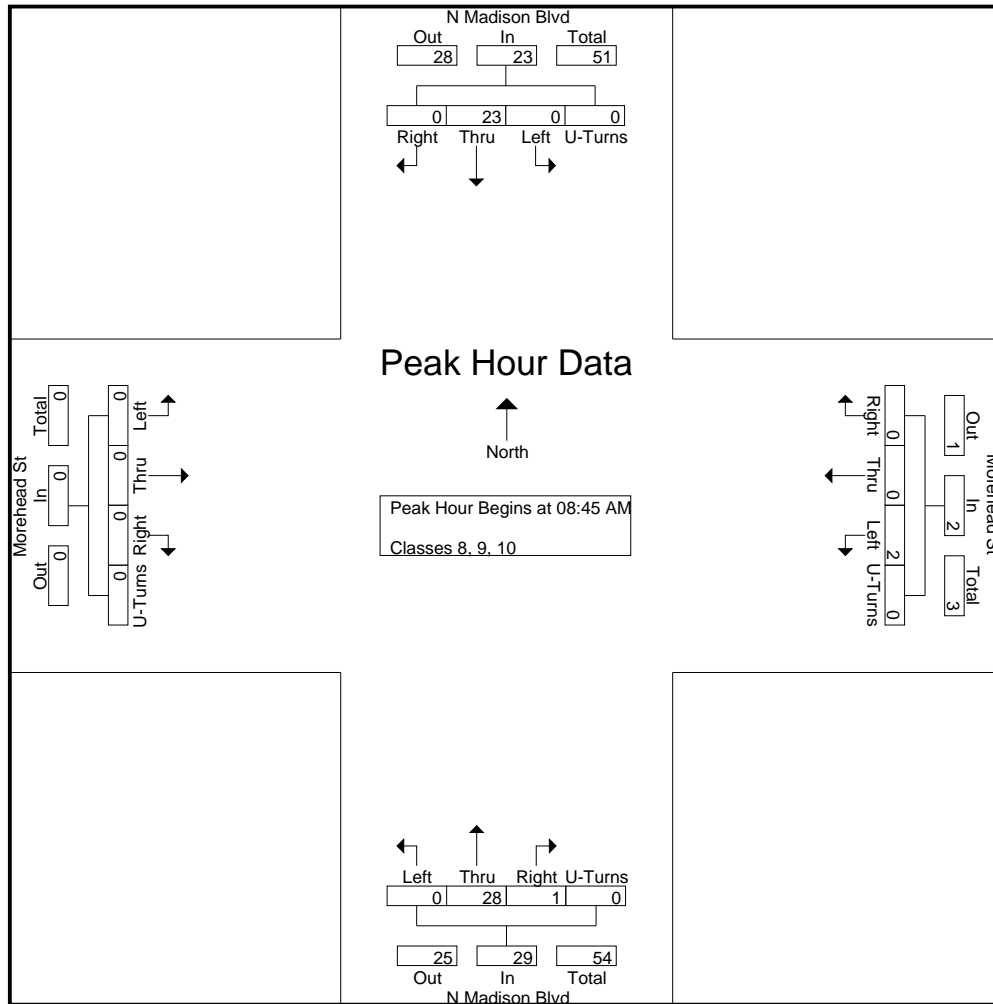 N Madison Blvd
Out In Total
28 23 51
0 23 0 0
Right Thru Left U-Turns
Peak Hour Data
North
Peak Hour Begins at 08:45 AM
Classes 8, 9, 10
Morehead St
Out In Total
0 0 0
U-Turns Right Thru Left
0 0 0 0
Morehead St
Out In Total
1 2 3
0 0 2 0
Right Thru Left U-Turns
Left Thru Right U-Turns
0 28 1 0
25 29 54
Out In Total
N Madison Blvd